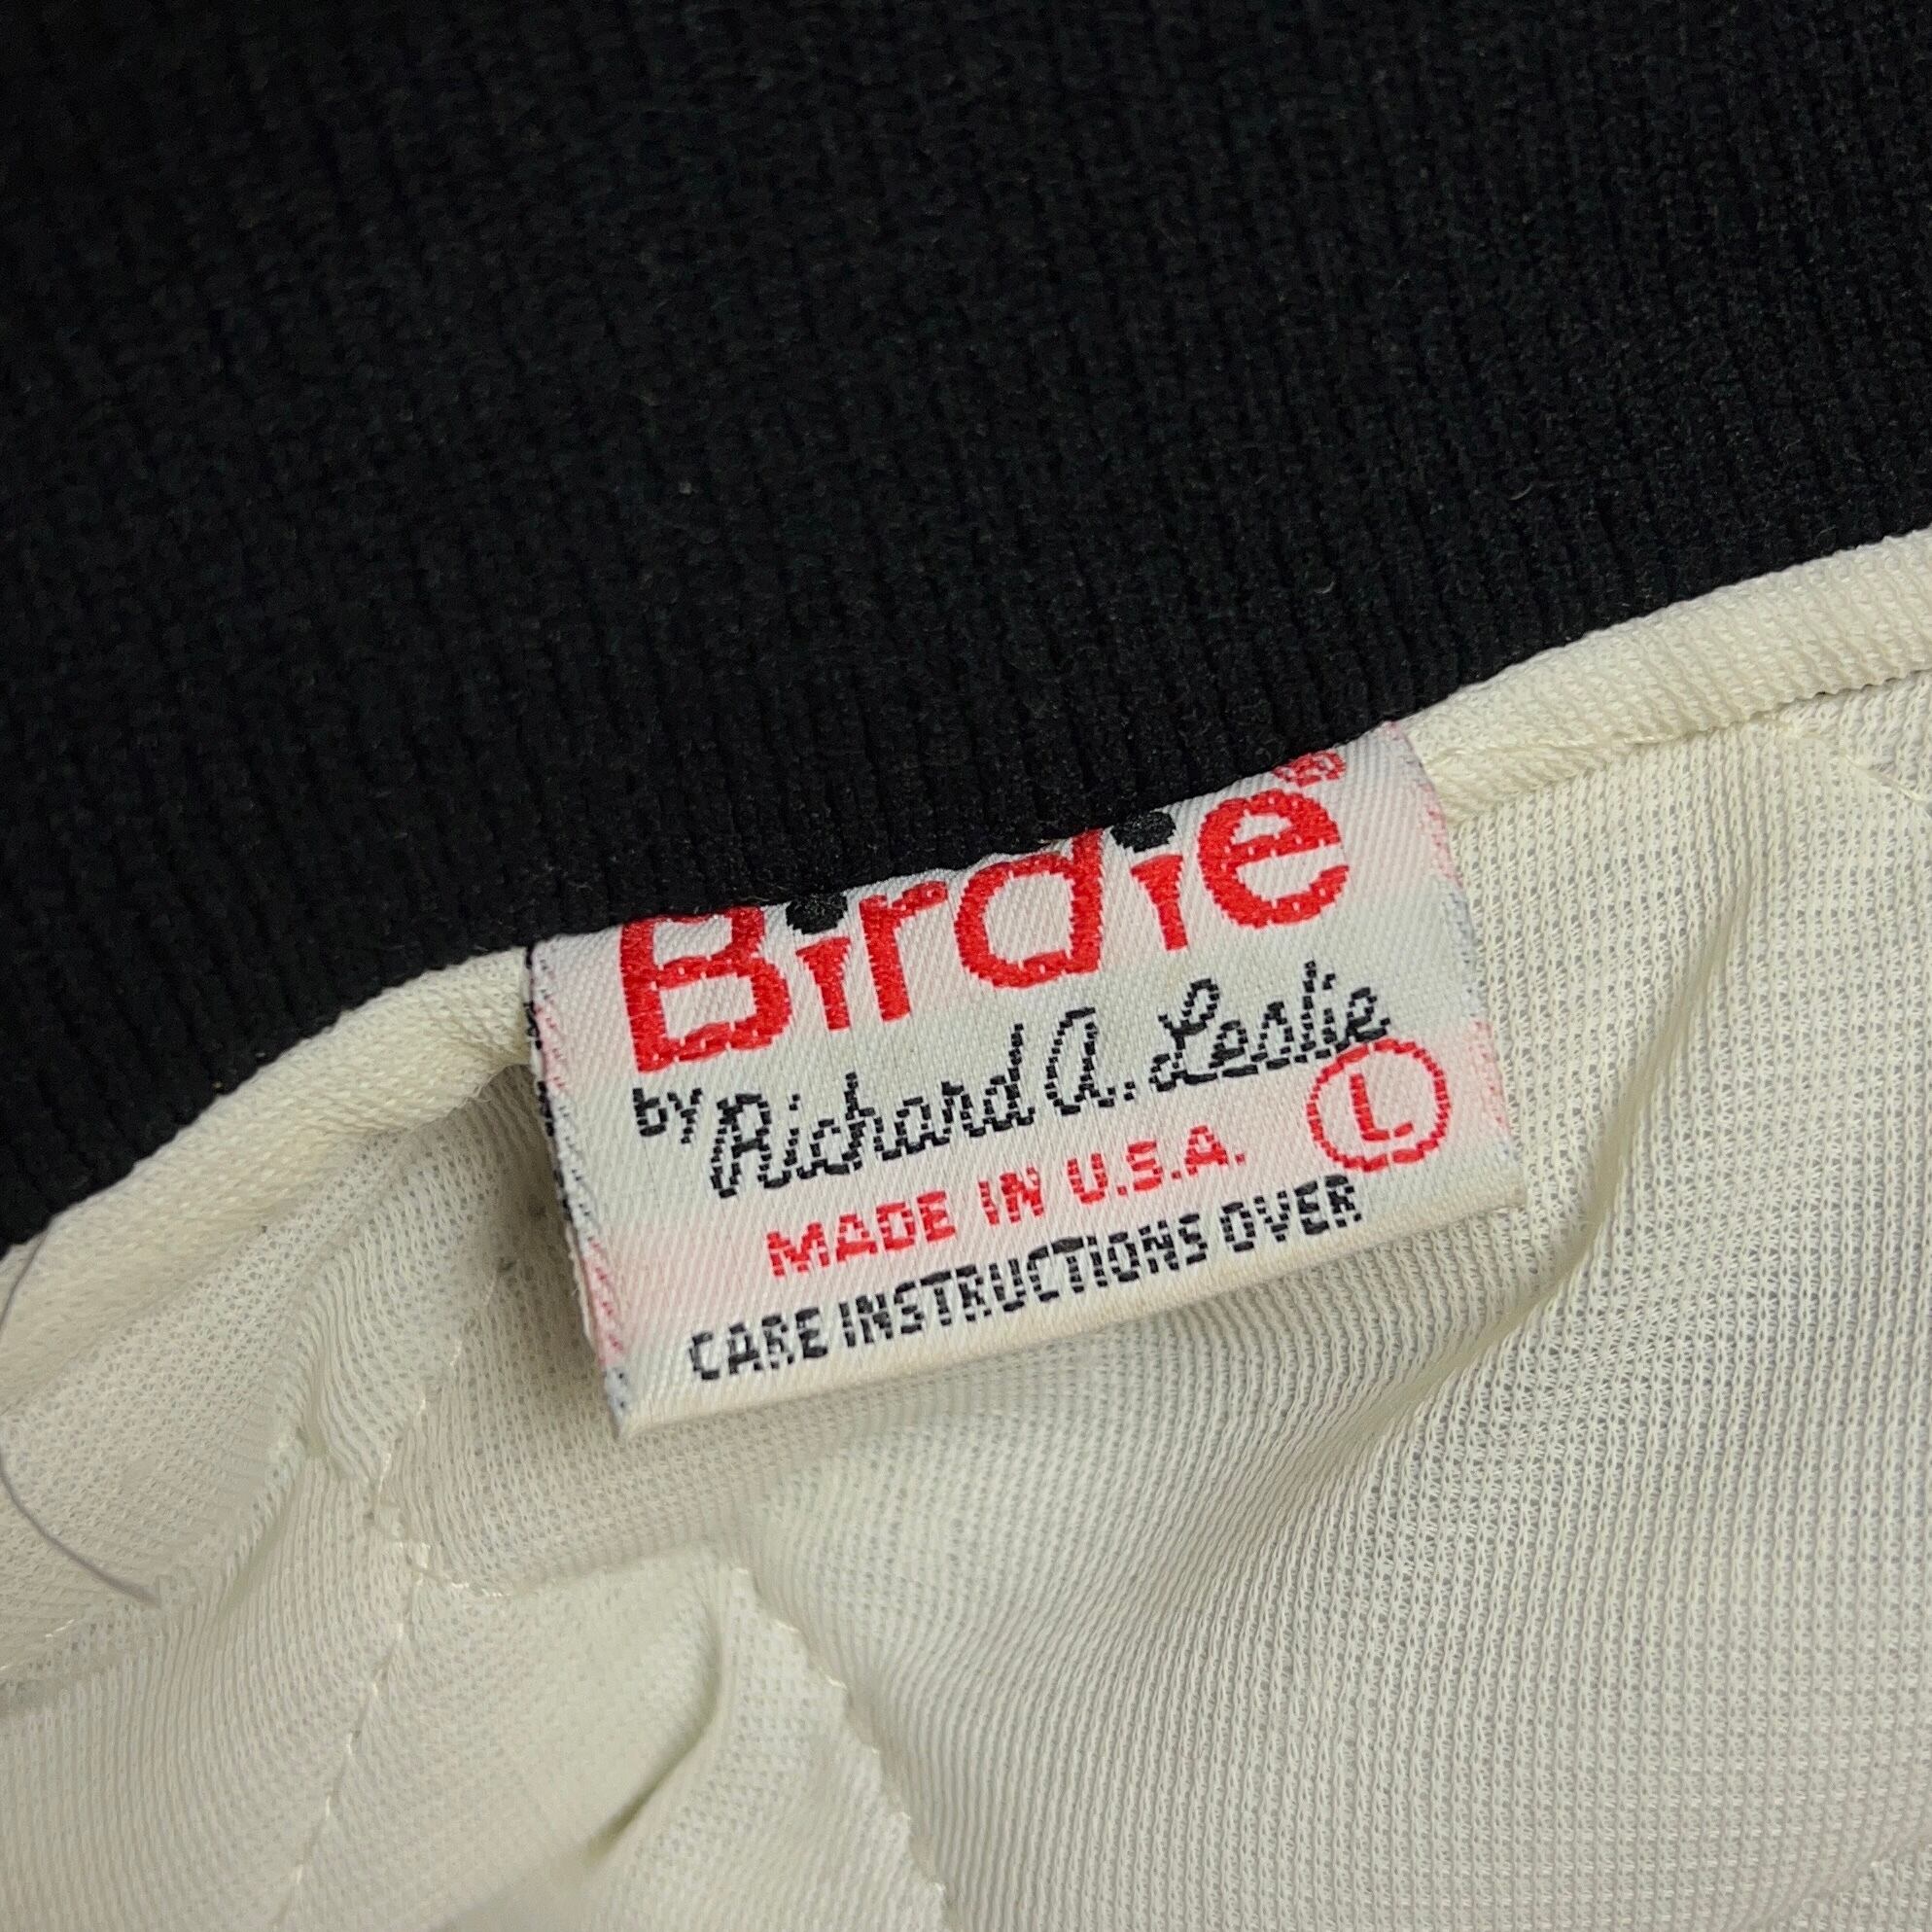 Birdie®
by Richard A. Leslie
MADE IN U.S.A. L
CARE INSTRUCTIONS OVER